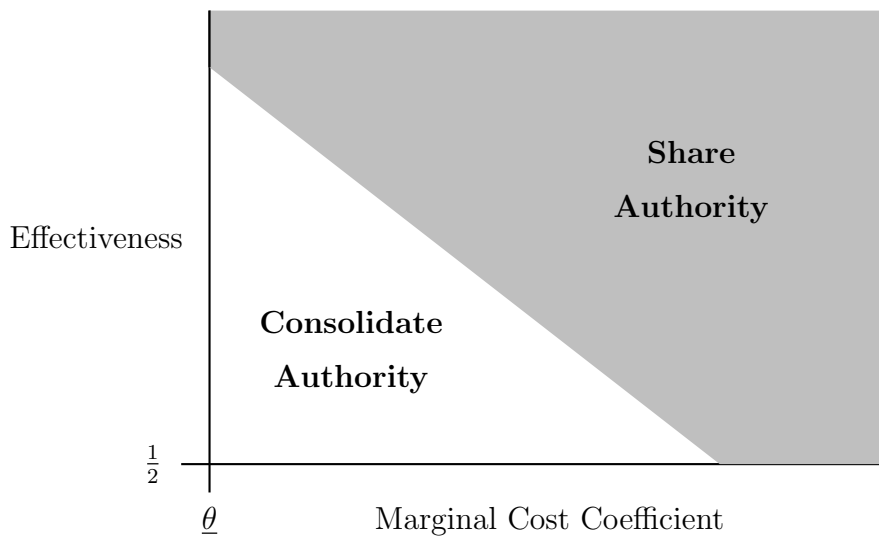 Share
Authority
Effectiveness
Consolidate
Authority
1/2
θ̲ Marginal Cost Coefficient